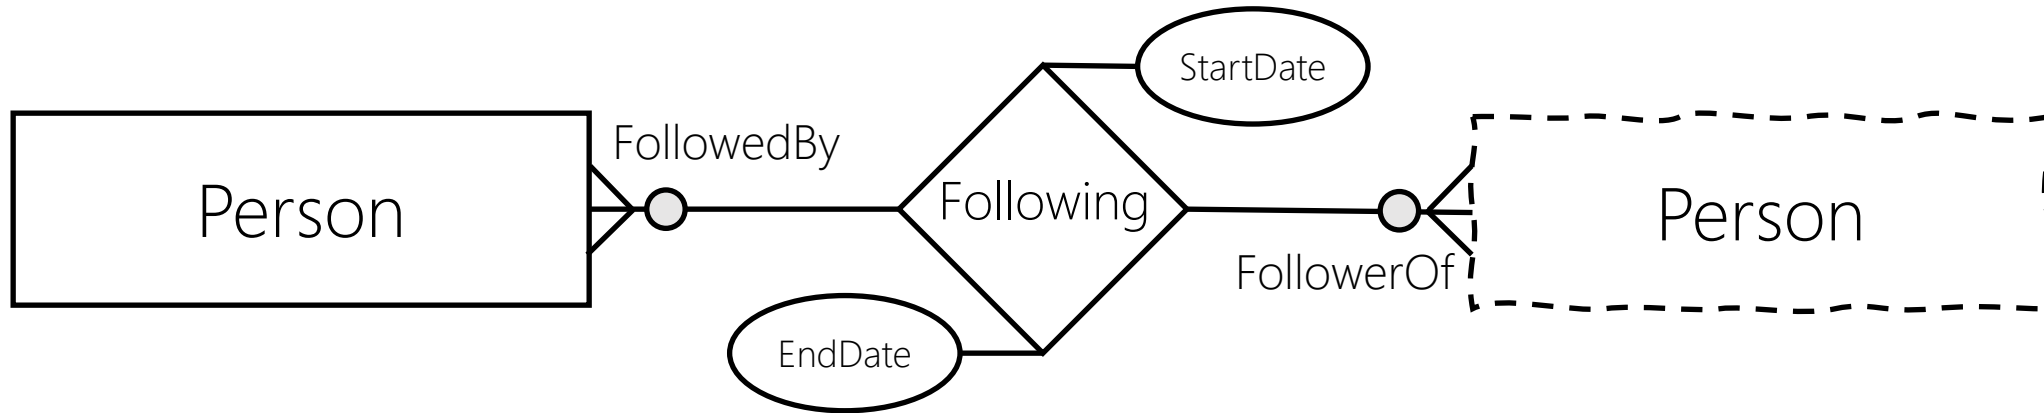 StartDate
FollowedBy
Person
Following
Person
FollowerOf
EndDate